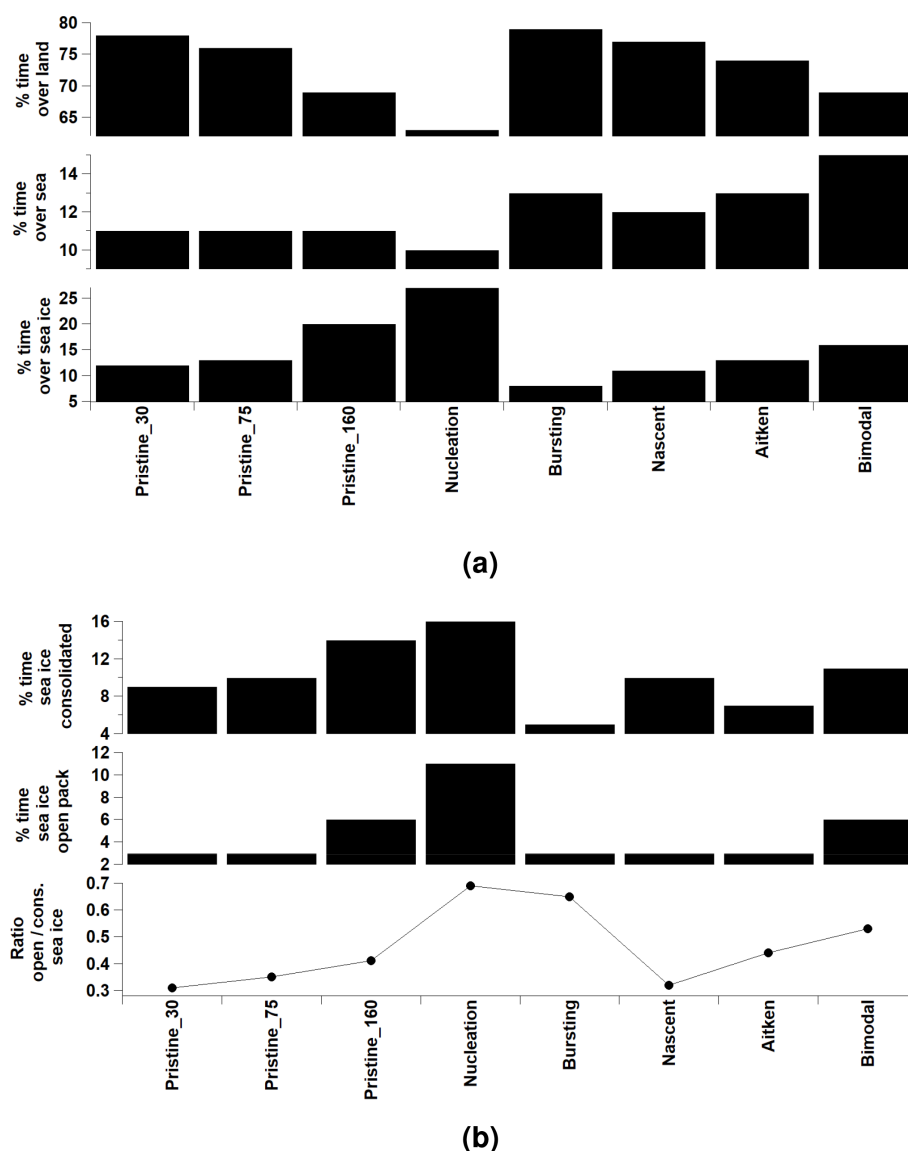 80
75
70
65
% time
over land
14
12
10
% time
over sea
25
20
15
10
5
% time
over sea ice
Pristine_30
Pristine_75
Pristine_160
Nucleation
Bursting
Nascent
Aitken
Bimodal
(a)
16
12
8
4
% time
sea ice
consolidated
12
10
8
6
4
2
% time
sea ice
open pack
0.7
0.6
0.5
0.4
0.3
Ratio
open / cons.
sea ice
Pristine_30
Pristine_75
Pristine_160
Nucleation
Bursting
Nascent
Aitken
Bimodal
(b)